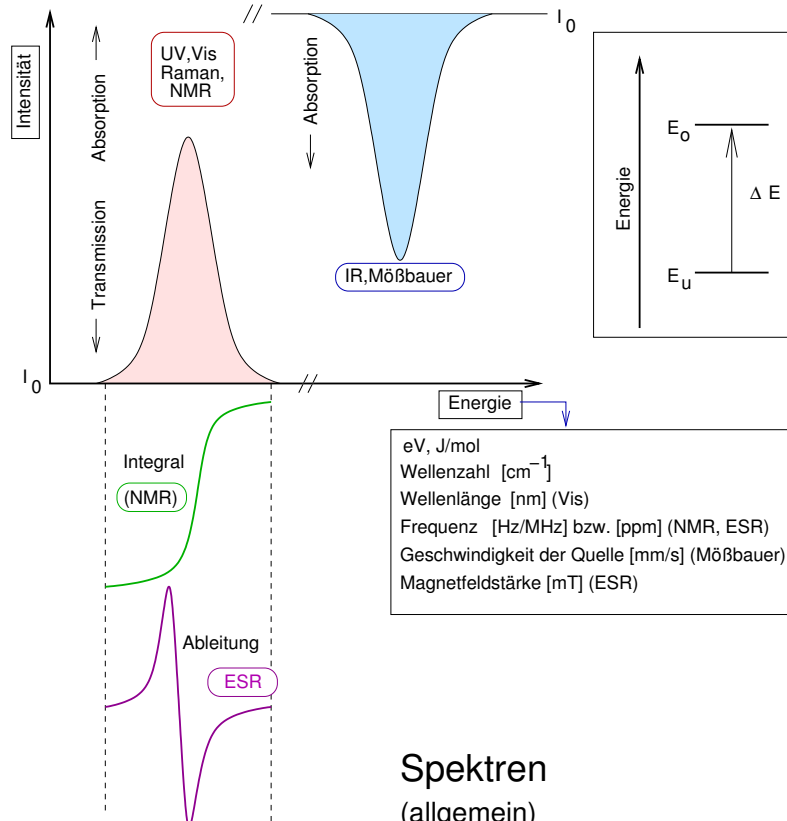 Intensität
Absorption
Transmission
I0
UV,Vis
Raman,
NMR
Absorption
I0
IR,Mößbauer
Energie
Eo
Δ E
Eu
Energie
eV, J/mol
Wellenzahl [cm⁻¹]
Wellenlänge [nm] (Vis)
Frequenz [Hz/MHz] bzw. [ppm] (NMR, ESR)
Geschwindigkeit der Quelle [mm/s] (Mößbauer)
Magnetfeldstärke [mT] (ESR)
Integral
(NMR)
Ableitung
ESR
Spektren
(allgemein)